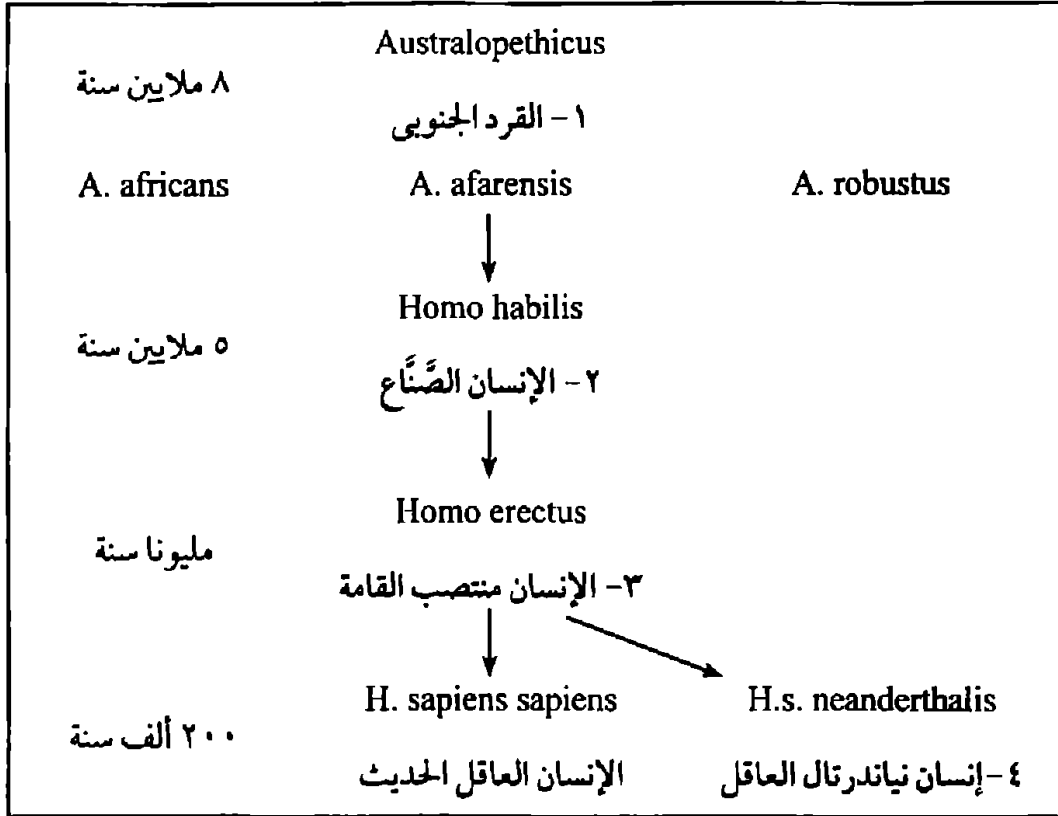 Australopethicus
٨ ملايين سنة
١- القرد الجنوبى
A. africans A. afarensis A. robustus
Homo habilis
٥ ملايين سنة
٢- الإنسان الصَّنَّاع
Homo erectus
مليونا سنة
٣- الإنسان منتصب القامة
H. sapiens sapiens H.s. neanderthalis
٢٠٠ ألف سنة
الإنسان العاقل الحديث ٤-إنسان نياندرتال العاقل